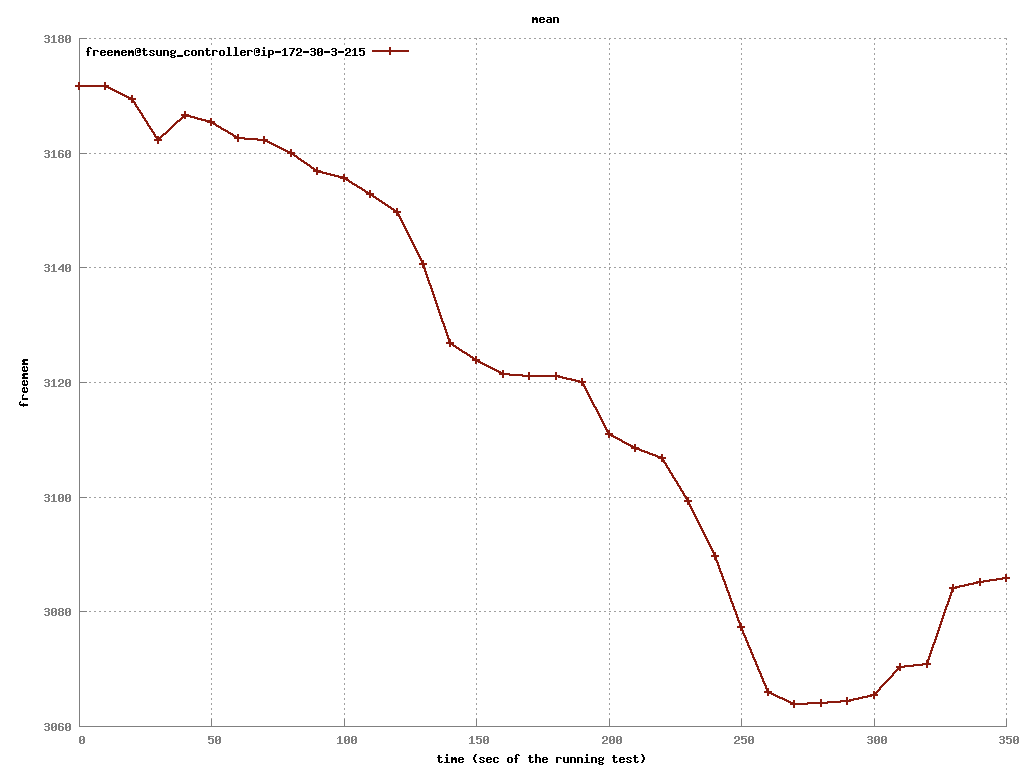 mean
3180
freemem@tsung_controller@ip-172-30-3-215
3160
3140
3120
freemem
3100
3080
3060
0 50 100 150 200 250 300 350
time (sec of the running test)